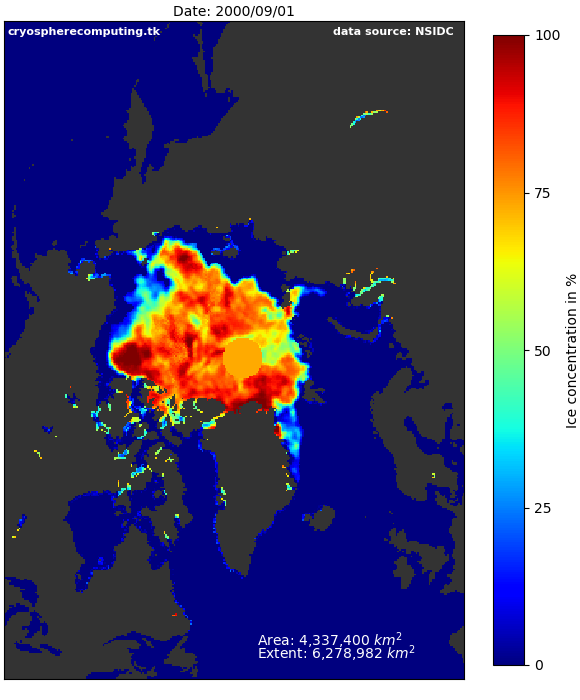 Date: 2000/09/01
cryospherecomputing.tk data source: NSIDC
100
75
50
25
0
Ice concentration in %
Area: 4,337,400 km²
Extent: 6,278,982 km²